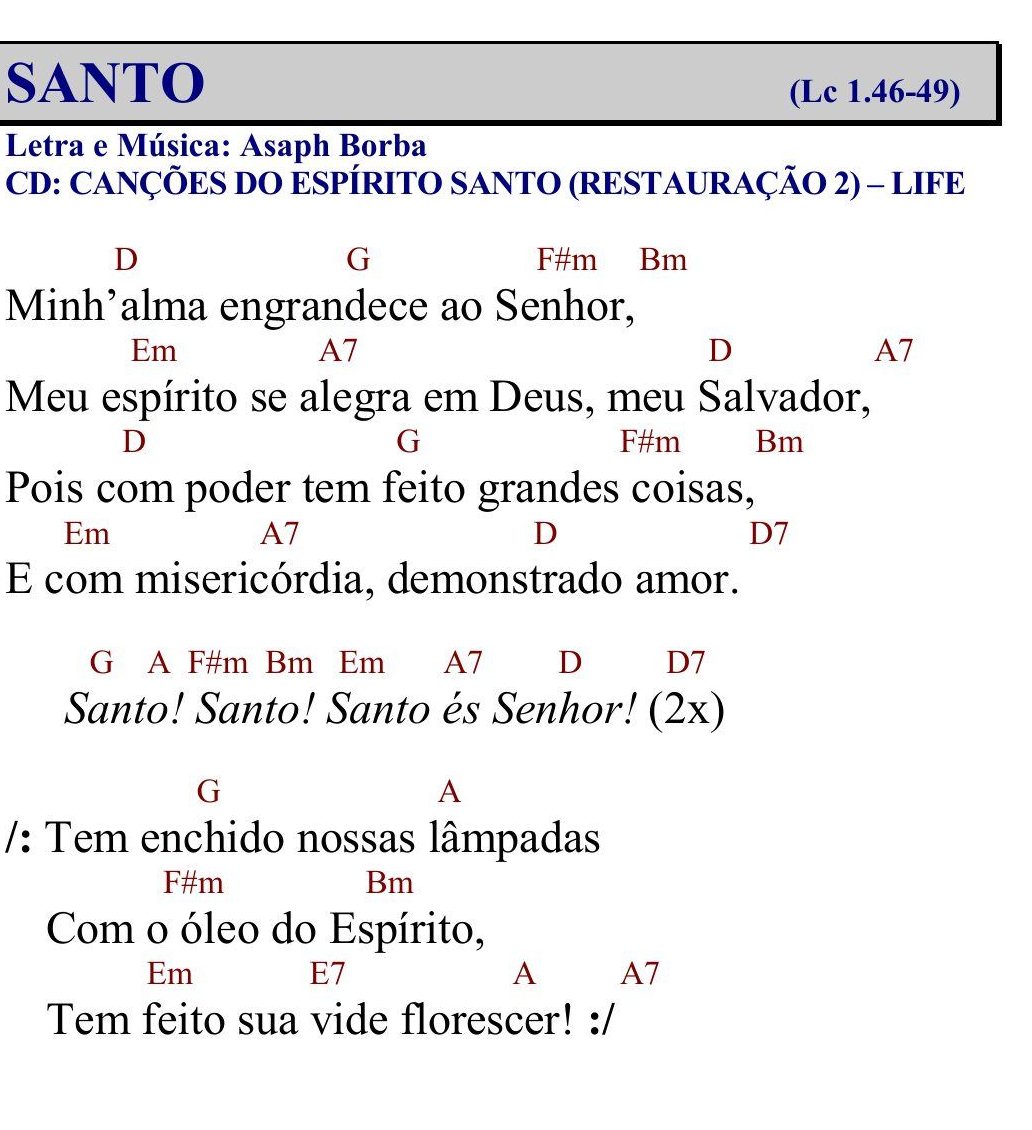 SANTO (Lc 1.46-49)
Letra e Música: Asaph Borba
CD: CANÇÕES DO ESPÍRITO SANTO (RESTAURAÇÃO 2) – LIFE
D G F#m Bm
Minh’alma engrandece ao Senhor,
Em A7 D A7
Meu espírito se alegra em Deus, meu Salvador,
D G F#m Bm
Pois com poder tem feito grandes coisas,
Em A7 D D7
E com misericórdia, demonstrado amor.
G A F#m Bm Em A7 D D7
Santo! Santo! Santo és Senhor! (2x)
G A
/: Tem enchido nossas lâmpadas
F#m Bm
Com o óleo do Espírito,
Em E7 A A7
Tem feito sua vide florescer! :/